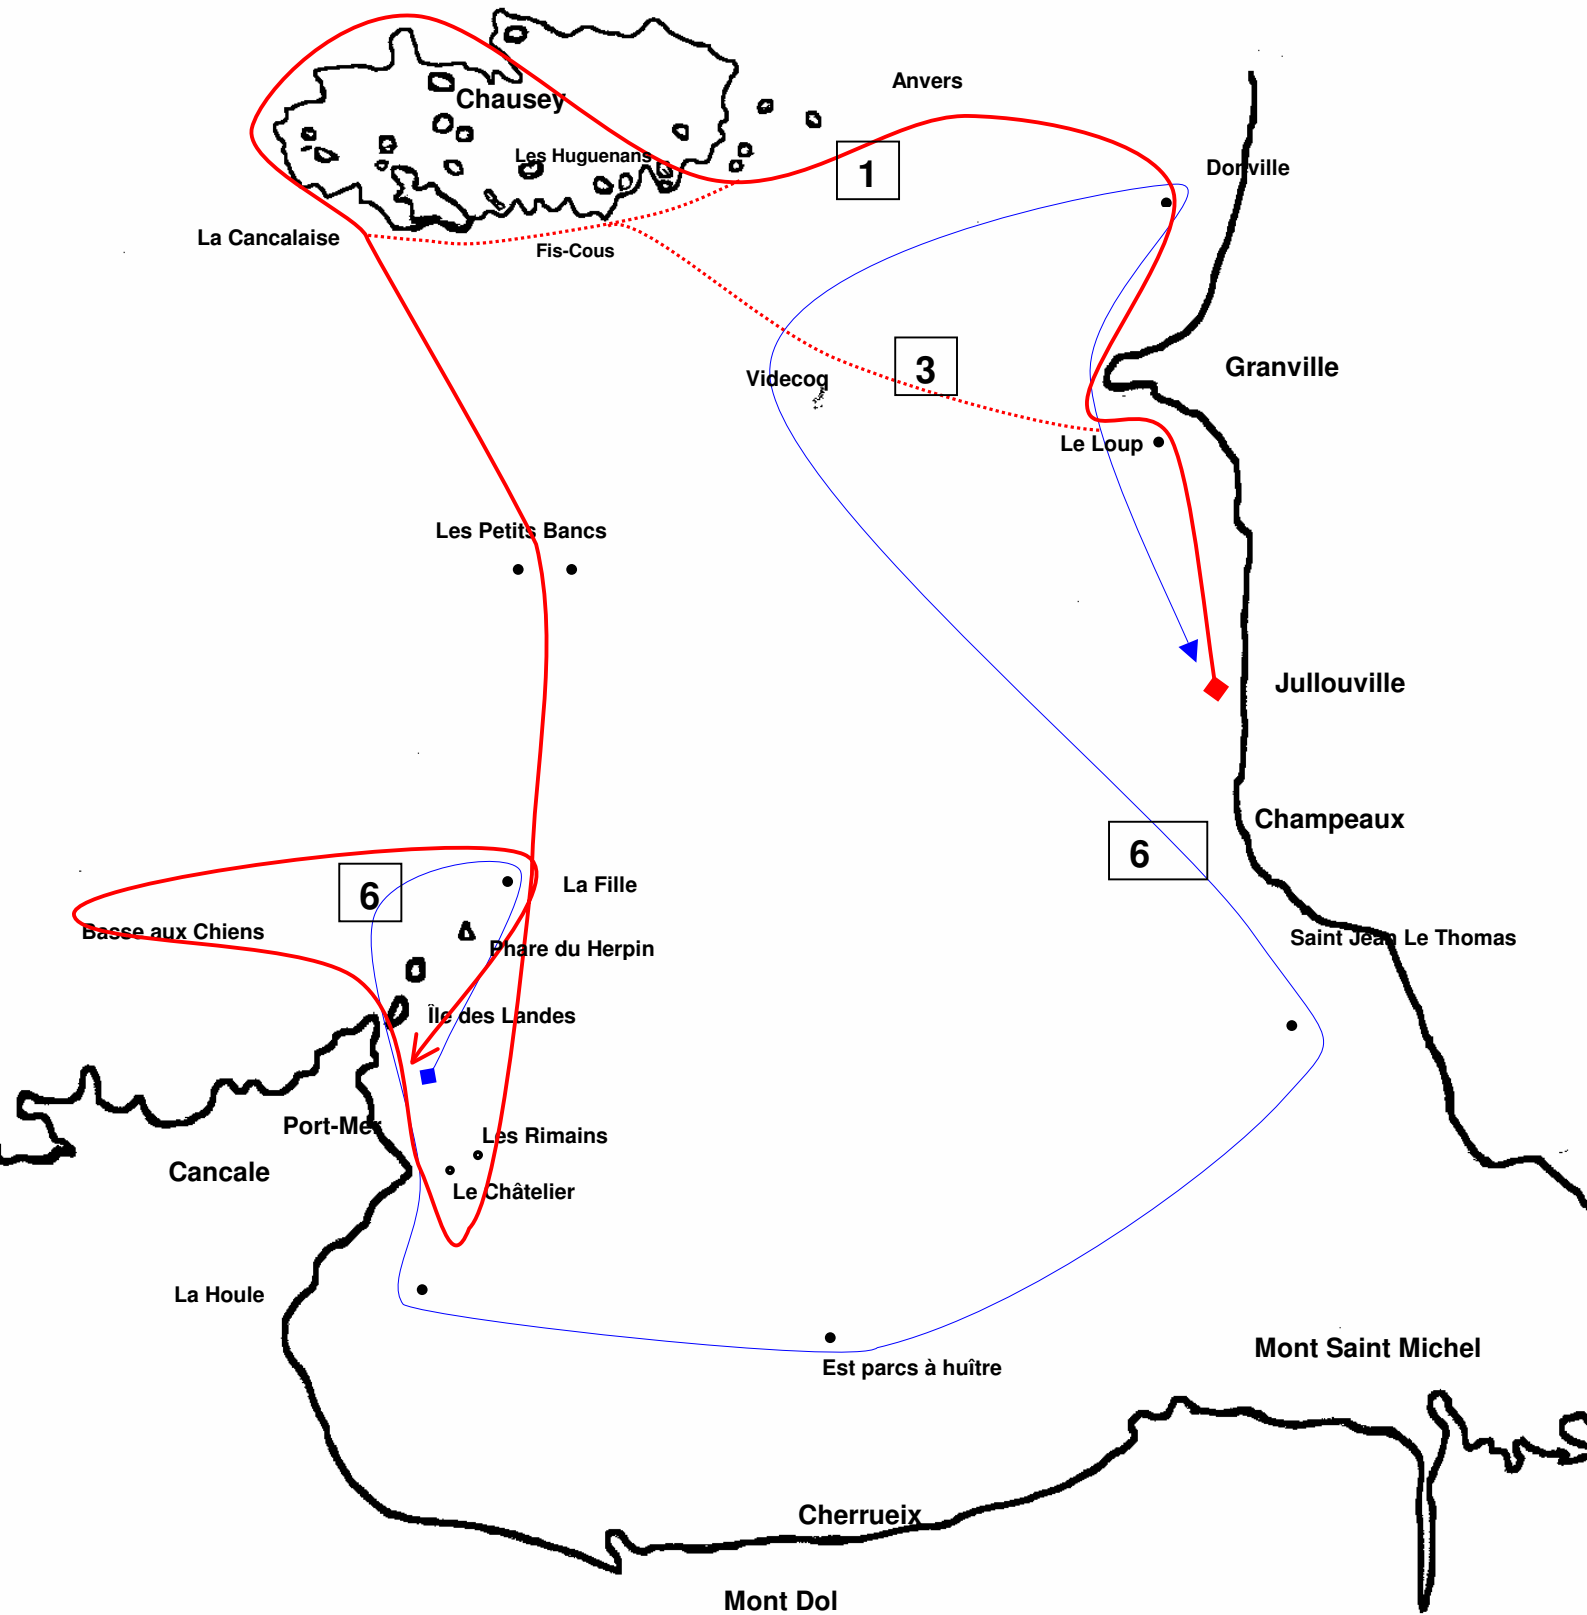 Anvers
Chausey
Les Huguenans
1
Donville
La Cancalaise
Fis-Cous
3
Granville
Videcoq
Le Loup
Les Petits Bancs
Jullouville
Champeaux
6
6
La Fille
Basse aux Chiens
Phare du Herpin
Saint Jean Le Thomas
Île des Landes
Port-Mer
Les Rimains
Cancale
Le Châtelier
La Houle
Mont Saint Michel
Est parcs à huître
Cherrueix
Mont Dol